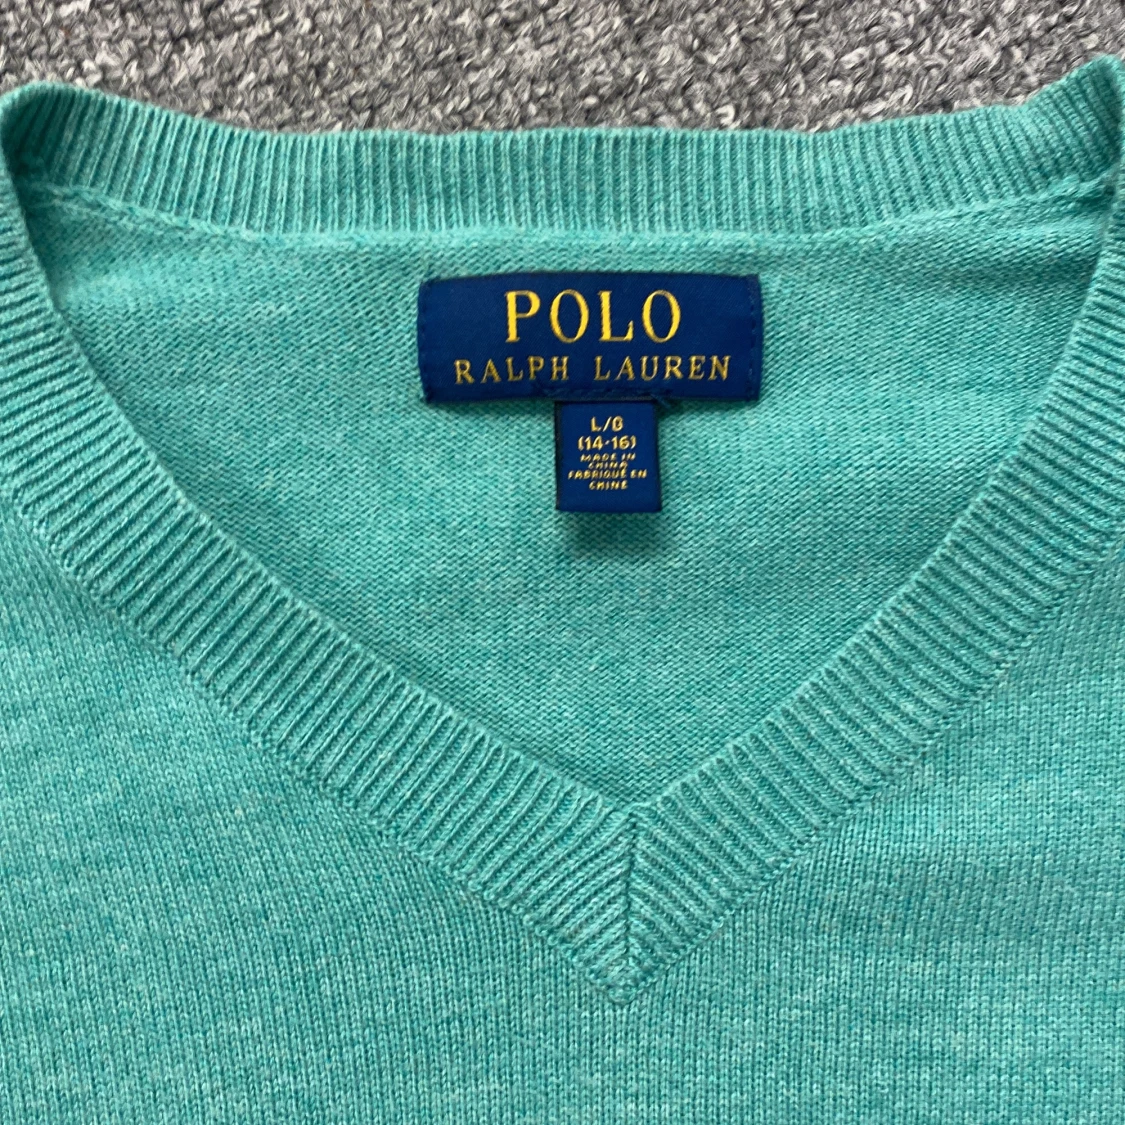 POLO
RALPH LAUREN
L/G
(14-16)
MADE IN
CHINA
FABRIQUÉ EN
CHINE